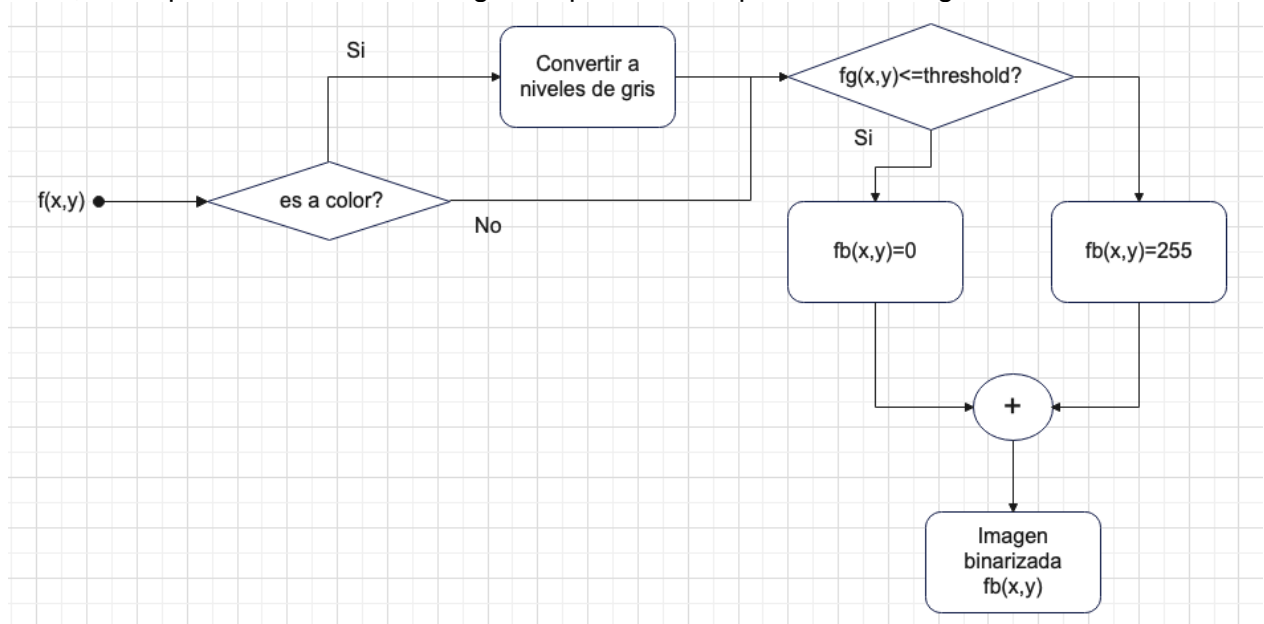 Si
Convertir a
niveles de gris
fg(x,y)<=threshold?
Si
f(x,y)
es a color?
No
fb(x,y)=0
fb(x,y)=255
+
Imagen
binarizada
fb(x,y)